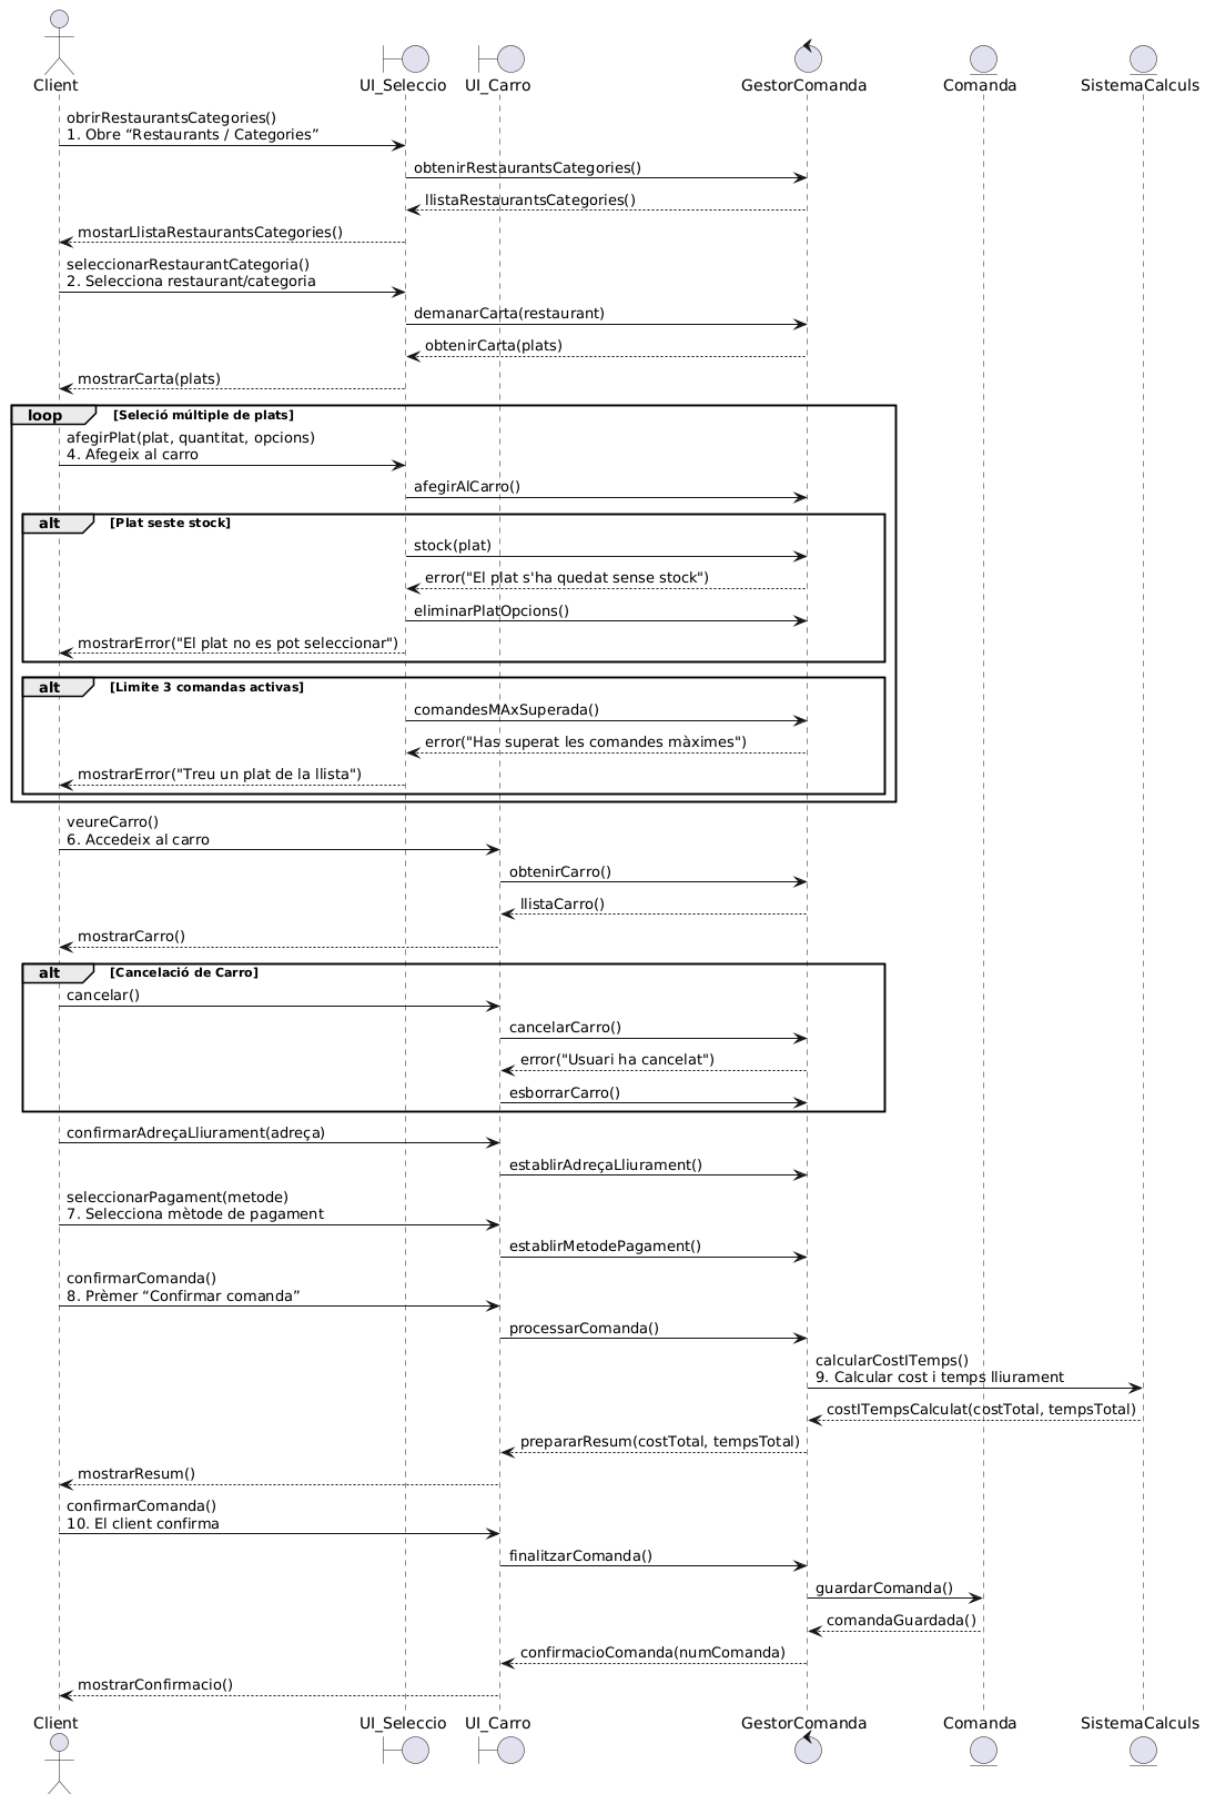 Client
UI_Seleccio
UI_Carro
GestorComanda
Comanda
SistemaCalculs
obrirRestaurantsCategories()
1. Obre “Restaurants / Categories”
obtenirRestaurantsCategories()
llistaRestaurantsCategories()
mostarLlistaRestaurantsCategories()
seleccionarRestaurantCategoria()
2. Selecciona restaurant/categoria
demanarCarta(restaurant)
obtenirCarta(plats)
mostrarCarta(plats)
loop [Seleció múltiple de plats]
afegirPlat(plat, quantitat, opcions)
4. Afegeix al carro
afegirAlCarro()
alt [Plat seste stock]
stock(plat)
error("El plat s'ha quedat sense stock")
eliminarPlatOpcions()
mostrarError("El plat no es pot seleccionar")
alt [Limite 3 comandas activas]
comandesMAxSuperada()
error("Has superat les comandes màximes")
mostrarError("Treu un plat de la llista")
veureCarro()
6. Accedeix al carro
obtenirCarro()
llistaCarro()
mostrarCarro()
alt [Cancelació de Carro]
cancelar()
cancelarCarro()
error("Usuari ha cancelat")
esborrarCarro()
confirmarAdreçaLliurament(adreça)
establirAdreçaLliurament()
seleccionarPagament(metode)
7. Selecciona mètode de pagament
establirMetodePagament()
confirmarComanda()
8. Prèmer “Confirmar comanda”
processarComanda()
calcularCostITemps()
9. Calcular cost i temps lliurament
costITempsCalculat(costTotal, tempsTotal)
prepararResum(costTotal, tempsTotal)
mostrarResum()
confirmarComanda()
10. El client confirma
finalitzarComanda()
guardarComanda()
comandaGuardada()
confirmacioComanda(numComanda)
mostrarConfirmacio()
Client
UI_Seleccio
UI_Carro
GestorComanda
Comanda
SistemaCalculs